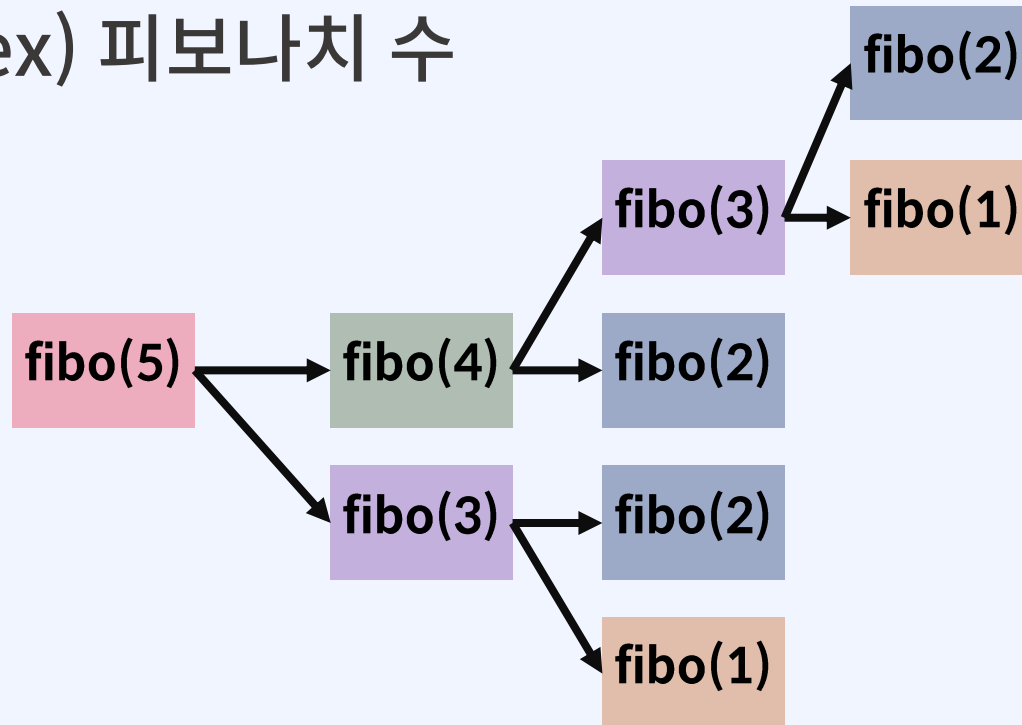 ex) 피보나치 수
fibo(2)
fibo(3)
fibo(1)
fibo(5)
fibo(4)
fibo(2)
fibo(3)
fibo(2)
fibo(1)